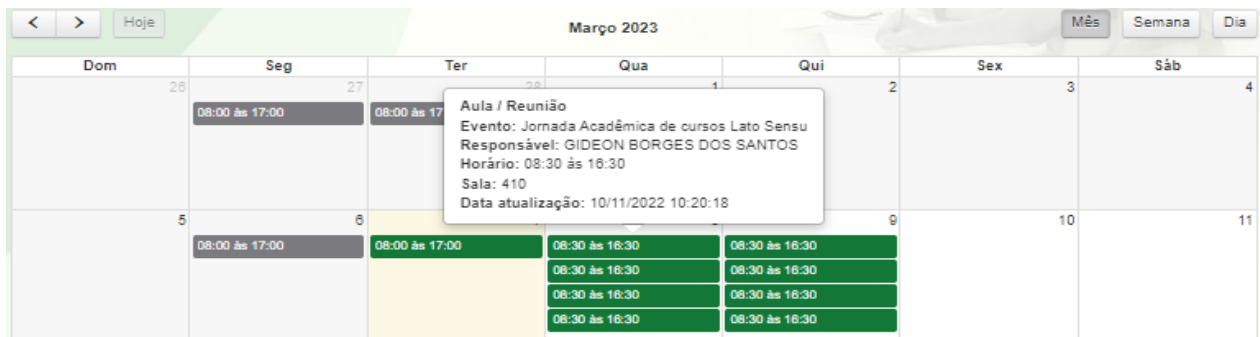 < > Hoje Março 2023 Mês Semana Dia
Dom Seg Ter Qua Qui Sex Sáb
26 27 28 1 2 3 4
08:00 às 17:00 08:00 às 17
Aula / Reunião
Evento: Jornada Acadêmica de cursos Lato Sensu
Responsável: GIDEON BORGES DOS SANTOS
Horário: 08:30 às 16:30
Sala: 410
Data atualização: 10/11/2022 10:20:18
5 6 9 10 11
08:00 às 17:00 08:00 às 17:00 08:30 às 16:30 08:30 às 16:30
08:30 às 16:30 08:30 às 16:30
08:30 às 16:30 08:30 às 16:30
08:30 às 16:30 08:30 às 16:30